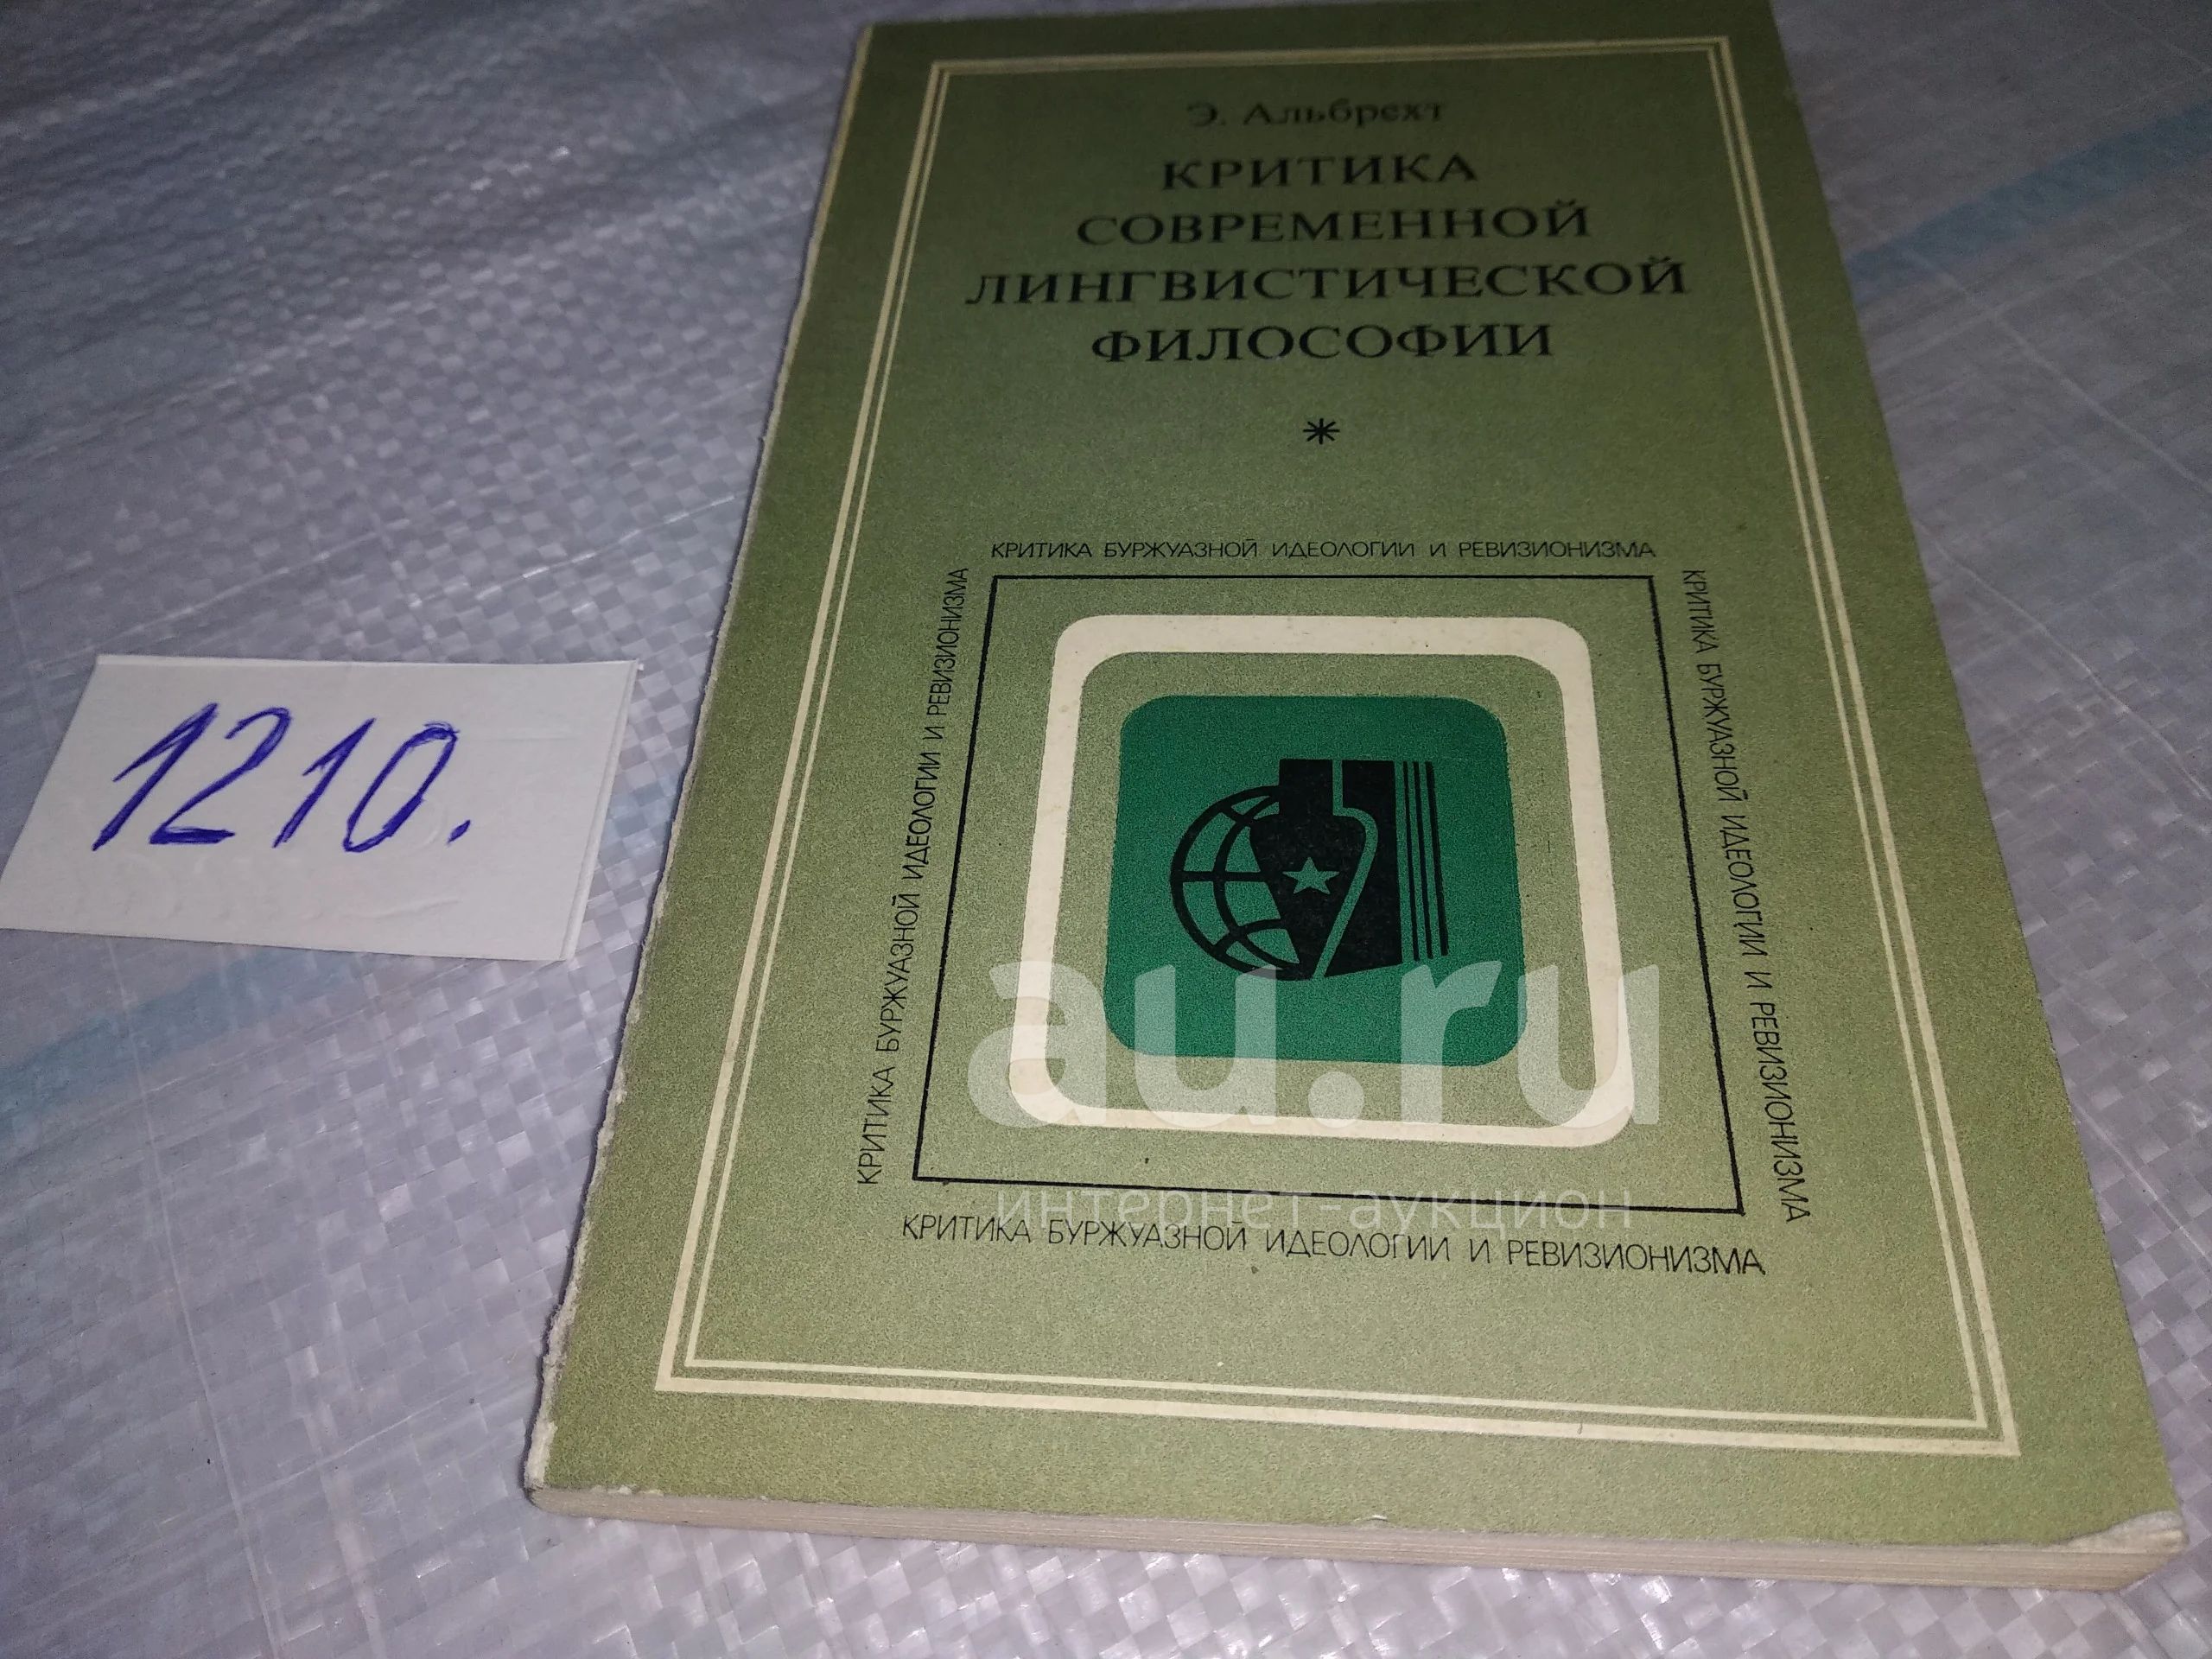 Э. Альбрехт
КРИТИКА
СОВРЕМЕННОЙ
ЛИНГВИСТИЧЕСКОЙ
ФИЛОСОФИИ
*
КРИТИКА БУРЖУАЗНОЙ ИДЕОЛОГИИ И РЕВИЗИОНИЗМА
КРИТИКА БУРЖУАЗНОЙ ИДЕОЛОГИИ И РЕВИЗИОНИЗМА
КРИТИКА БУРЖУАЗНОЙ ИДЕОЛОГИИ И РЕВИЗИОНИЗМА
КРИТИКА БУРЖУАЗНОЙ ИДЕОЛОГИИ И РЕВИЗИОНИЗМА
1210.
au.ru
интернет-аукцион